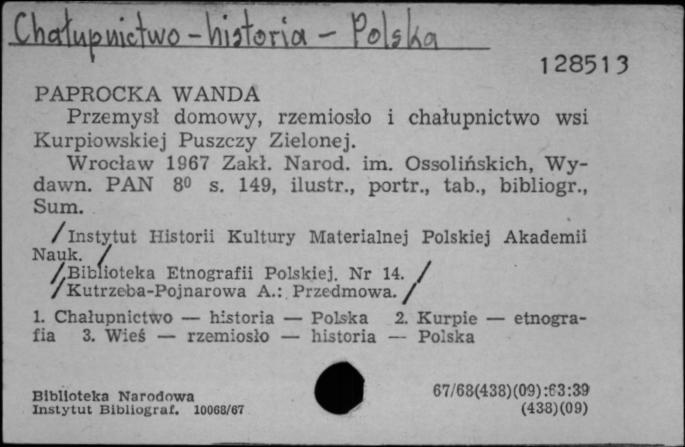 Chałupnictwo - historia - Polska
128513
PAPROCKA WANDA
Przemysł domowy, rzemiosło i chałupnictwo wsi
Kurpiowskiej Puszczy Zielonej.
Wrocław 1967 Zakł. Narod. im. Ossolińskich, Wy-
dawn. PAN 8⁰ s. 149, ilustr., portr., tab., bibliogr.,
Sum.
/Instytut Historii Kultury Materialnej Polskiej Akademii
Nauk. /
/Biblioteka Etnografii Polskiej. Nr 14. /
/Kutrzeba-Pojnarowa A.: Przedmowa. /
1. Chałupnictwo — historia — Polska 2. Kurpie — etnogra-
fia 3. Wieś — rzemiosło — historia — Polska
Biblioteka Narodowa
Instytut Bibliograf. 10068/67
67/68(438)(09):63:39
(438)(09)